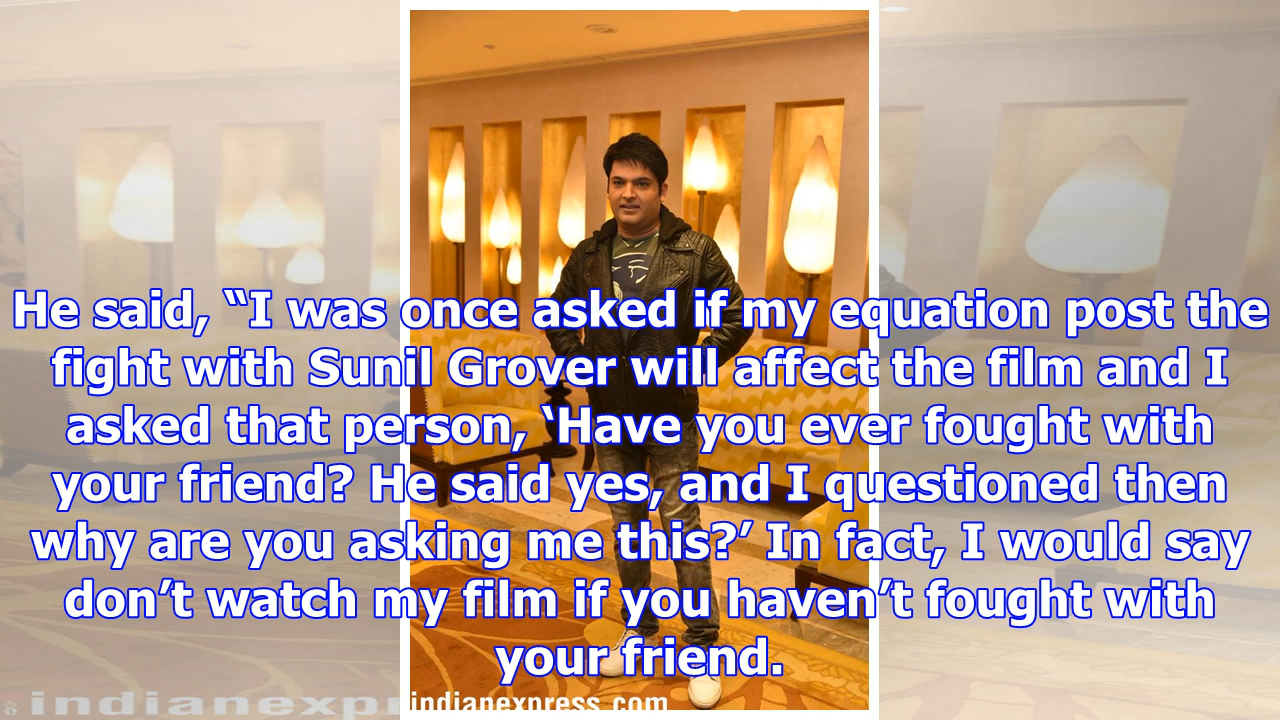 He said, “I was once asked if my equation post the
fight with Sunil Grover will affect the film and I
asked that person, ‘Have you ever fought with
your friend? He said yes, and I questioned then
why are you asking me this?’ In fact, I would say
don’t watch my film if you haven’t fought with
your friend.
indianexpr
indianexpress.com